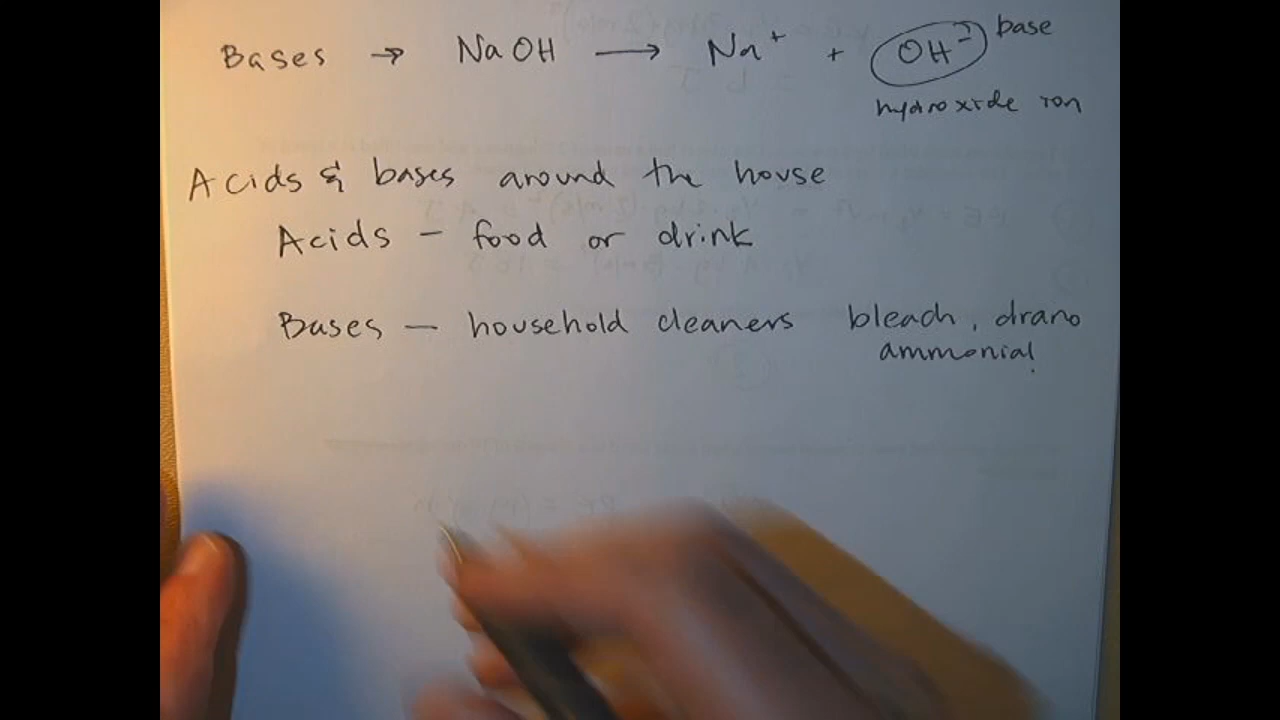 Bases → NaOH → Na⁺ + OH⁻ base
hydroxide ion
Acids & bases around the house
Acids - food or drink
Bases — household cleaners bleach, drano
ammonia!